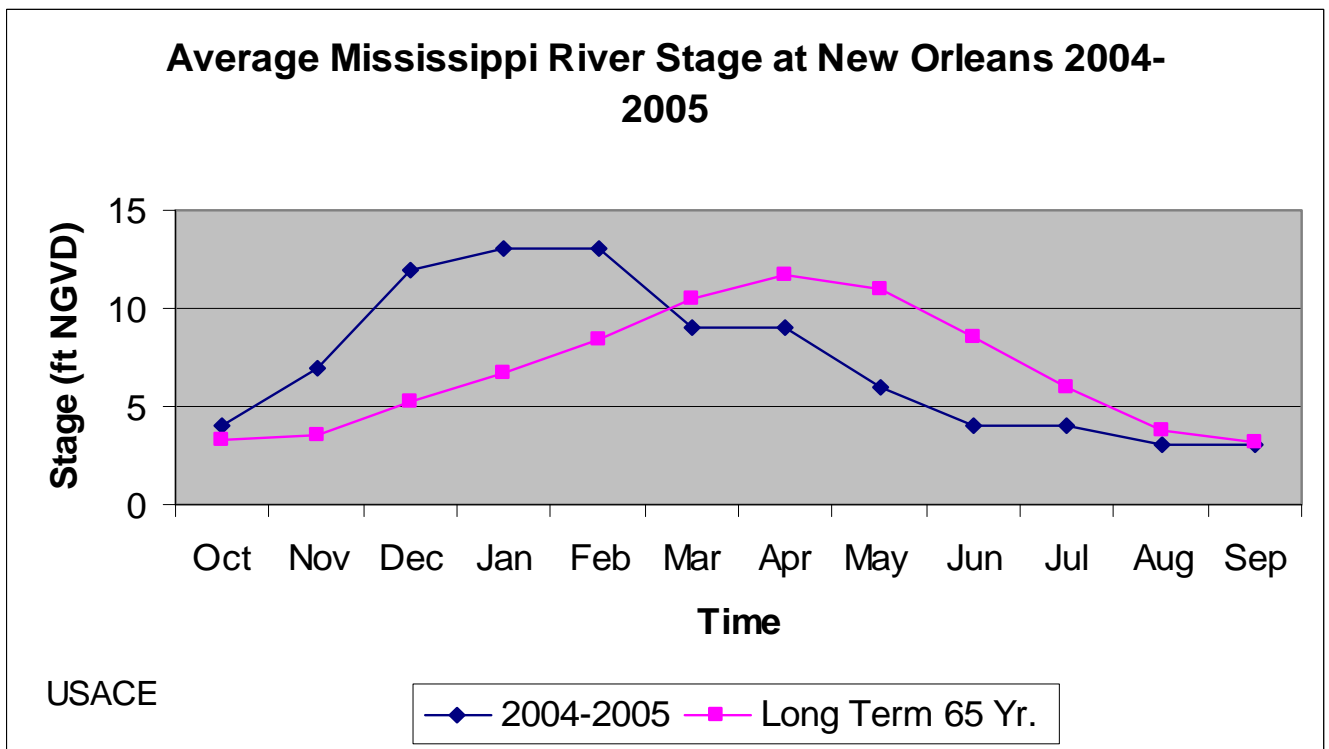 Average Mississippi River Stage at New Orleans 2004-
2005
Stage (ft NGVD)
15
10
5
0
Oct Nov Dec Jan Feb Mar Apr May Jun Jul Aug Sep
Time
USACE
2004-2005 Long Term 65 Yr.